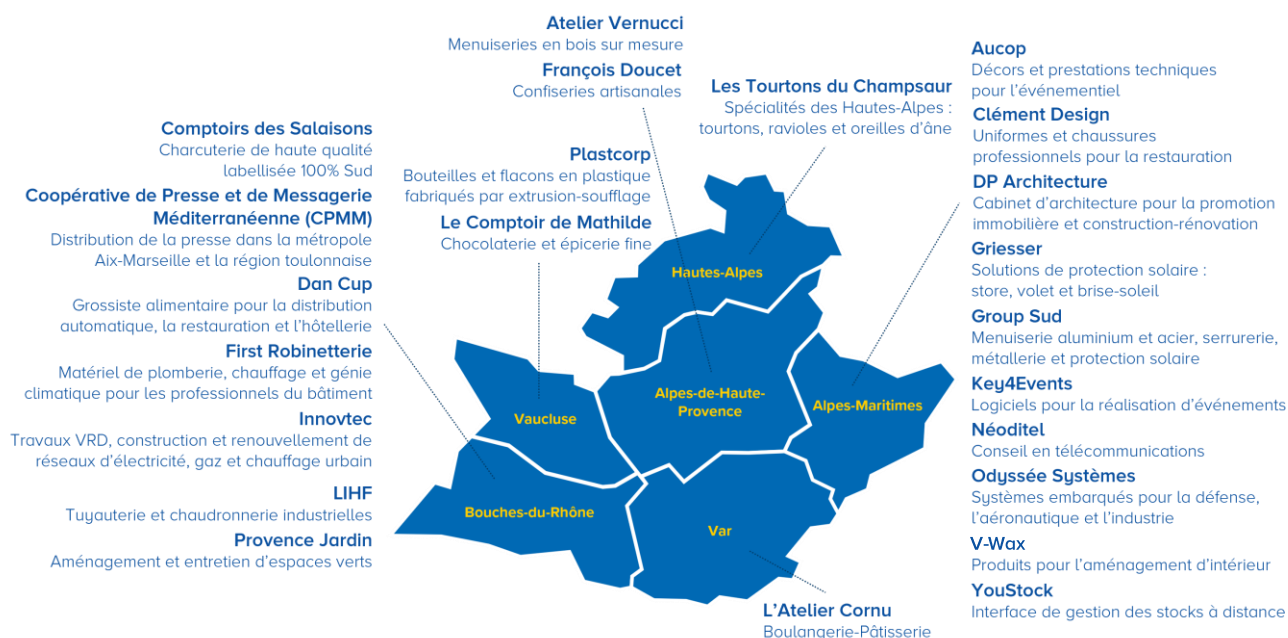 Atelier Vernucci
Menuiseries en bois sur mesure
François Doucet
Confiseries artisanales
Les Tourtons du Champsaur
Spécialités des Hautes-Alpes :
tourtons, ravioles et oreilles d’âne
Comptoirs des Salaisons
Charcuterie de haute qualité
labellisée 100% Sud
Coopérative de Presse et de Messagerie
Méditerranéenne (CPMM)
Distribution de la presse dans la métropole
Aix-Marseille et la région toulonnaise
Dan Cup
Grossiste alimentaire pour la distribution
automatique, la restauration et l’hôtellerie
First Robinetterie
Matériel de plomberie, chauffage et génie
climatique pour les professionnels du bâtiment
Innovtec
Travaux VRD, construction et renouvellement de
réseaux d’électricité, gaz et chauffage urbain
LIHF
Tuyauterie et chaudronnerie industrielles
Provence Jardin
Aménagement et entretien d’espaces verts
Plastcorp
Bouteilles et flacons en plastique
fabriqués par extrusion-soufflage
Le Comptoir de Mathilde
Chocolaterie et épicerie fine
Hautes-Alpes
Alpes-de-Haute-
Provence
Alpes-Maritimes
Vaucluse
Bouches-du-Rhône
Var
L’Atelier Cornu
Boulangerie-Pâtisserie
Aucop
Décors et prestations techniques
pour l’événementiel
Clément Design
Uniformes et chaussures
professionnels pour la restauration
DP Architecture
Cabinet d’architecture pour la promotion
immobilière et construction-rénovation
Griesser
Solutions de protection solaire :
store, volet et brise-soleil
Group Sud
Menuiserie aluminium et acier, serrurerie,
métallerie et protection solaire
Key4Events
Logiciels pour la réalisation d’événements
Néoditel
Conseil en télécommunications
Odyssée Systèmes
Systèmes embarqués pour la défense,
l’aéronautique et l’industrie
V-Wax
Produits pour l’aménagement d’intérieur
YouStock
Interface de gestion des stocks à distance